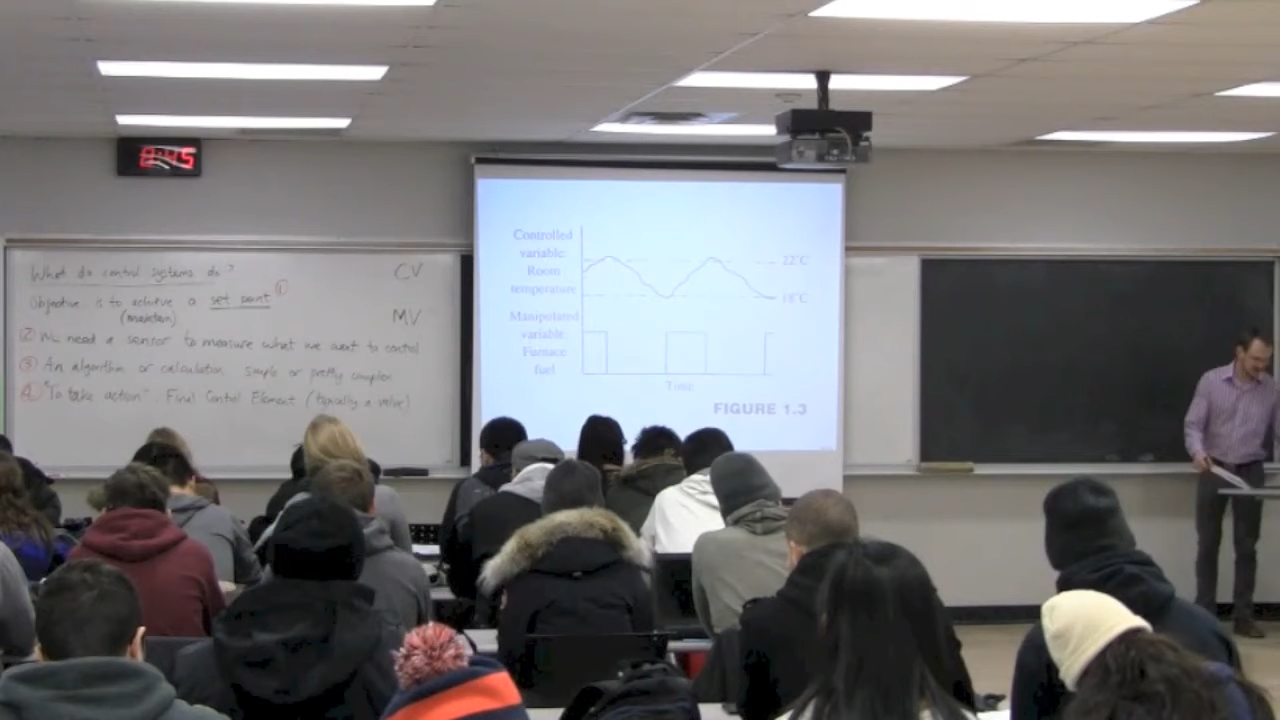 8:45
What do control systems do?
CV
Objective is to achieve a set point ①
(maintain)
MV
② We need a sensor to measure what we want to control
③ An algorithm or calculation simple or pretty complex
④ "To take action". Final Control Element (typically a valve)
Controlled
variable:
Room
temperature
22°C
18°C
Manipulated
variable:
Furnace
fuel
Time
FIGURE 1.3